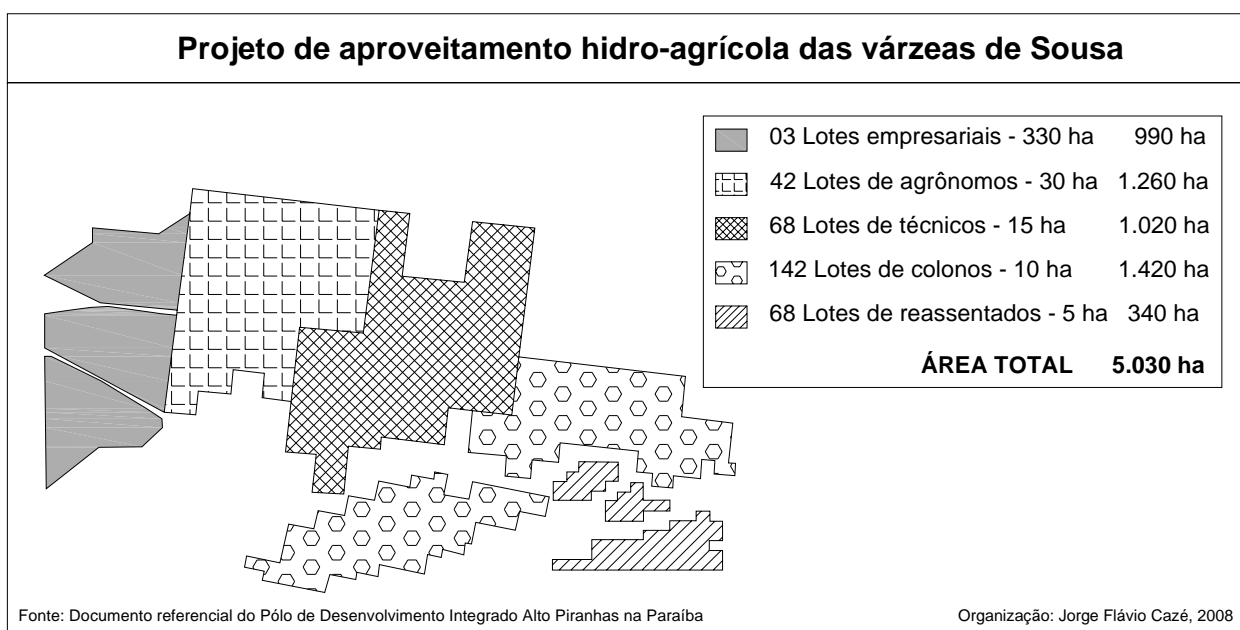 Projeto de aproveitamento hidro-agrícola das várzeas de Sousa
03 Lotes empresariais - 330 ha 990 ha
42 Lotes de agrônomos - 30 ha 1.260 ha
68 Lotes de técnicos - 15 ha 1.020 ha
142 Lotes de colonos - 10 ha 1.420 ha
68 Lotes de reassentados - 5 ha 340 ha
ÁREA TOTAL 5.030 ha
Fonte: Documento referencial do Pólo de Desenvolvimento Integrado Alto Piranhas na Paraíba
Organização: Jorge Flávio Cazé, 2008